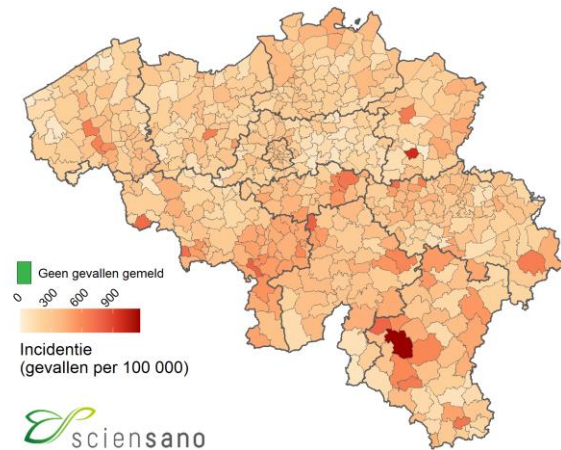 Geen gevallen gemeld
0 300 600 900
Incidentie
(gevallen per 100 000)
sciensano